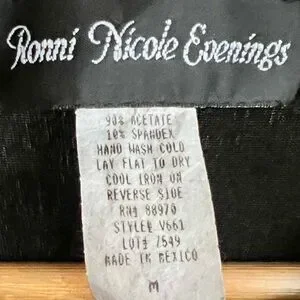 Ronni Nicole Evenings
90% ACETATE
10% SPANDEX
HAND WASH COLD
LAY FLAT TO DRY
COOL IRON ON
REVERSE SIDE
RN# 88970
STYLE# V661
LOT# 7549
MADE IN MEXICO
M